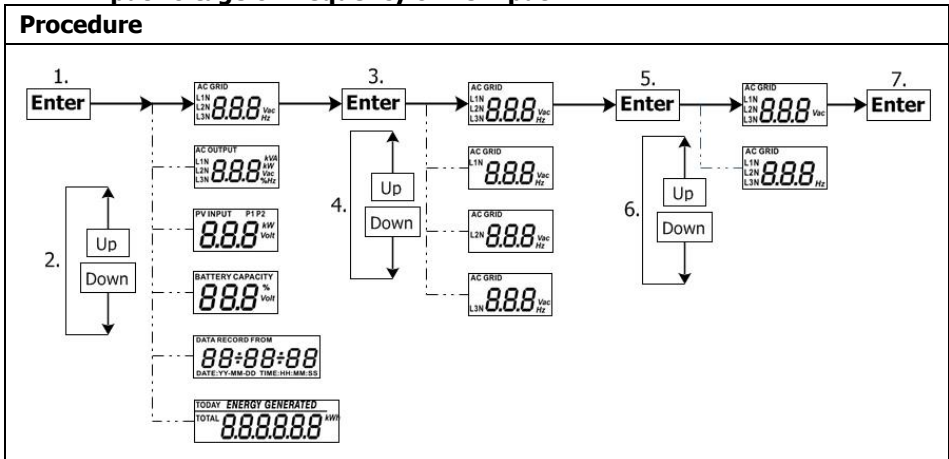 Procedure
1.
Enter
AC GRID
L1N
L2N
L3N
8.8.8 Vac
Hz
AC OUTPUT
L1N
L2N
L3N
8.8.8 kVA
kW
Vac
%Hz
PV INPUT P1 P2
8.8.8 kW
Volt
BATTERY CAPACITY
88.8 %
Volt
DATA RECORD FROM
88:88:88
DATE:YY-MM-DD TIME:HH:MM:SS
TODAY ENERGY GENERATED
TOTAL 8.8.8.8.8.8 kWh
2.
Up
Down
3.
Enter
AC GRID
L1N
L2N
L3N
8.8.8 Vac
Hz
AC GRID
L1N
8.8.8 Vac
Hz
AC GRID
L2N 8.8.8 Vac
Hz
AC GRID
8.8.8 Vac
L3N Hz
4.
Up
Down
5.
Enter
AC GRID
L1N
L2N
L3N
8.8.8 Vac
AC GRID
L1N
L2N
L3N
8.8.8 Hz
6.
Up
Down
7.
Enter